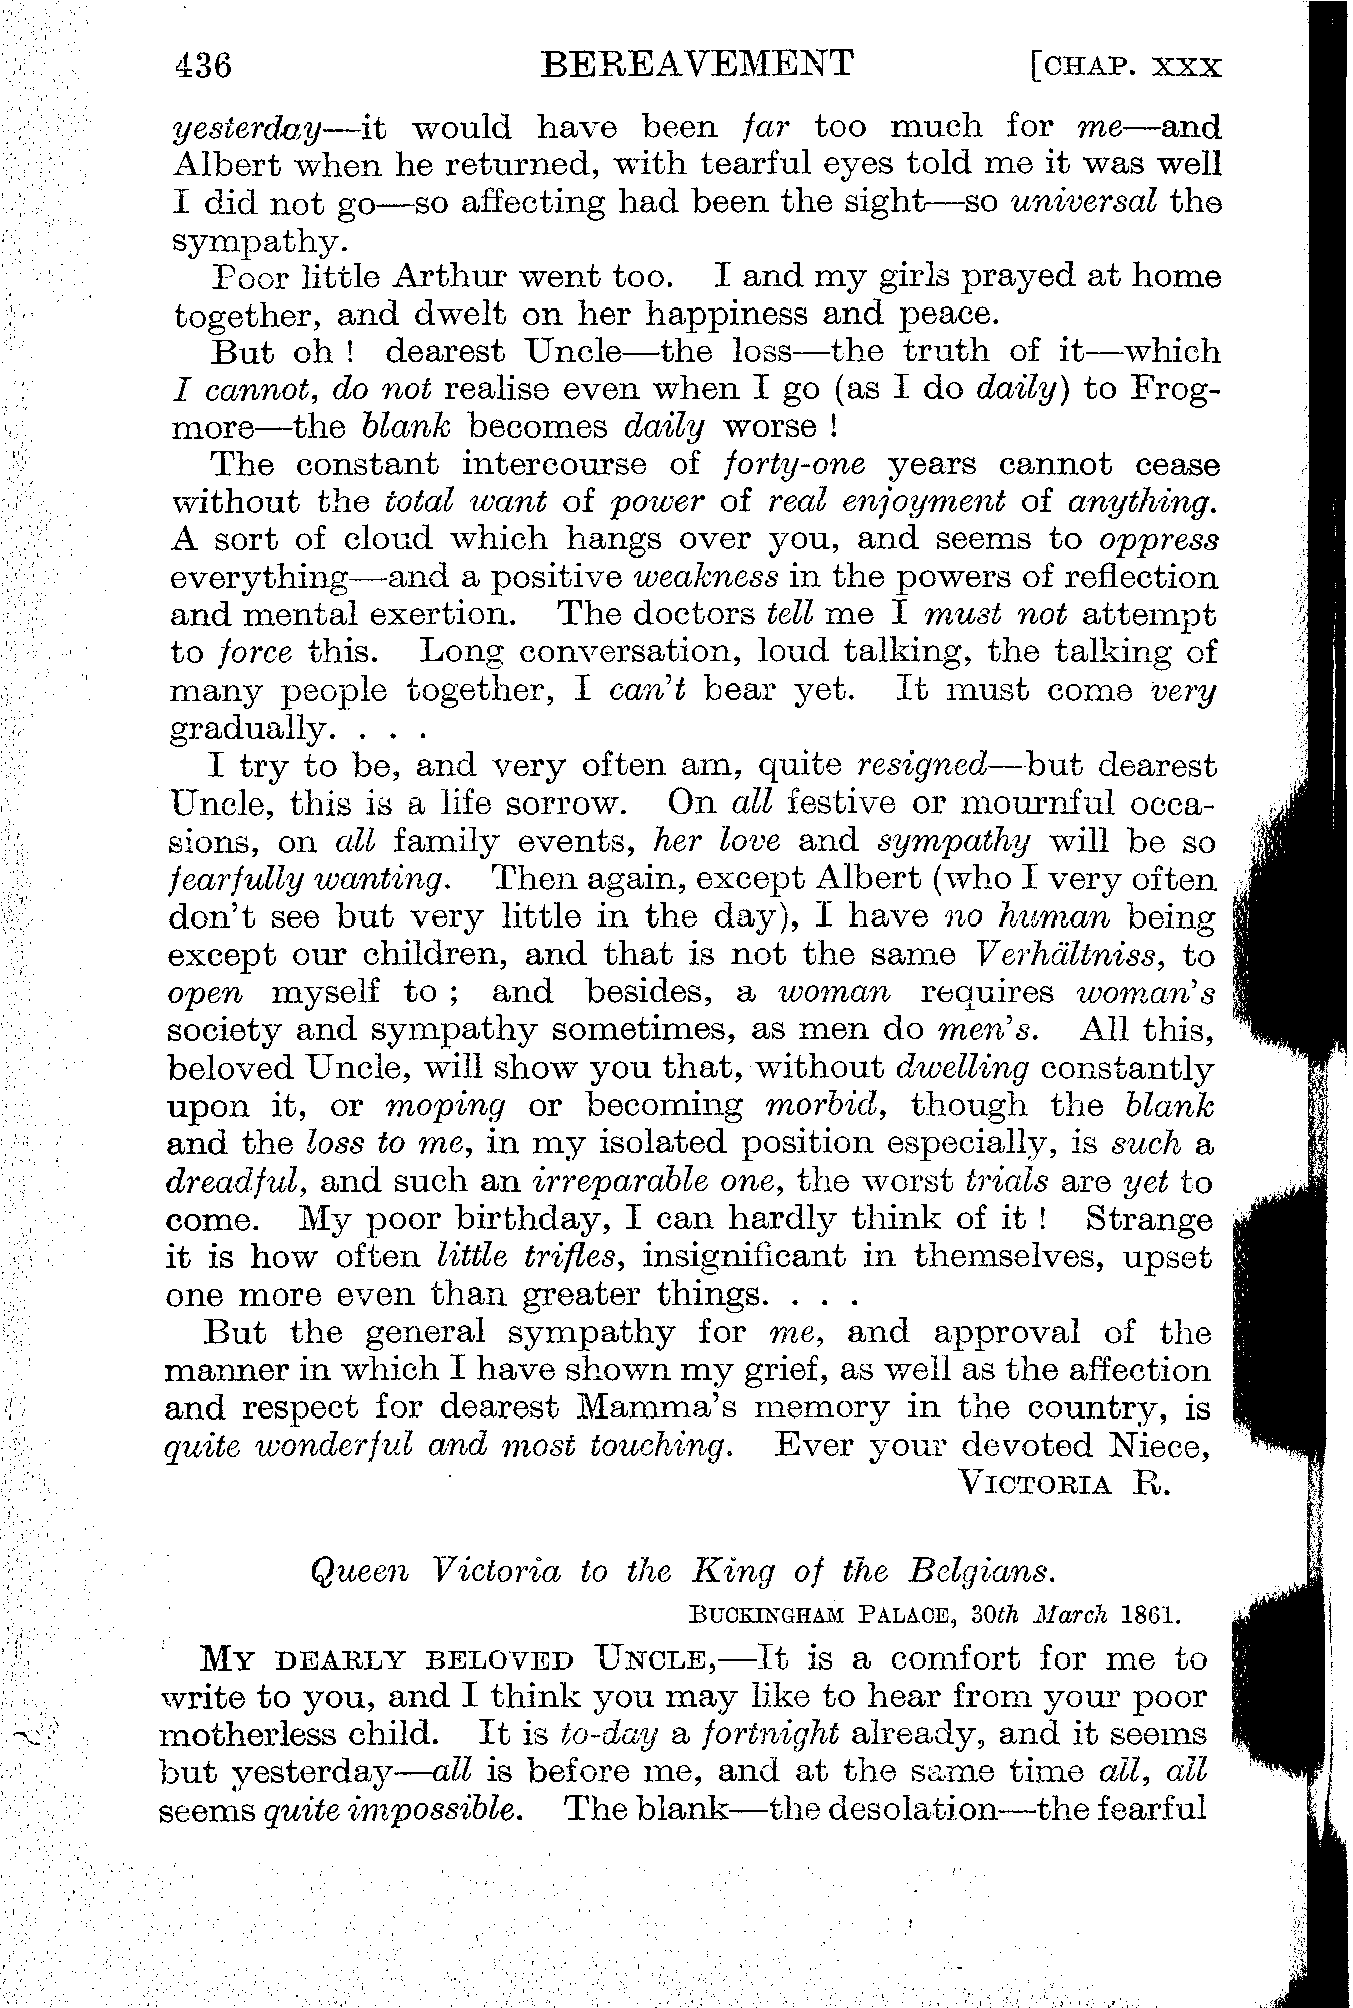 436 BEREAVEMENT [CHAP. XXX
yesterday—it would have been far too much for me—and
Albert when he returned, with tearful eyes told me it was well
I did not go—so affecting had been the sight—so universal the
sympathy.
Poor little Arthur went too. I and my girls prayed at home
together, and dwelt on her happiness and peace.
But oh ! dearest Uncle—the loss—the truth of it—which
I cannot, do not realise even when I go (as I do daily) to Frog-
more—the blank becomes daily worse !
The constant intercourse of forty-one years cannot cease
without the total want of power of real enjoyment of anything.
A sort of cloud which hangs over you, and seems to oppress
everything—and a positive weakness in the powers of reflection
and mental exertion. The doctors tell me I must not attempt
to force this. Long conversation, loud talking, the talking of
many people together, I can't bear yet. It must come very
gradually. . . .
I try to be, and very often am, quite resigned—but dearest
Uncle, this is a life sorrow. On all festive or mournful occa-
sions, on all family events, her love and sympathy will be so
fearfully wanting. Then again, except Albert (who I very often
don't see but very little in the day), I have no human being
except our children, and that is not the same Verhältniss, to
open myself to ; and besides, a woman requires woman's
society and sympathy sometimes, as men do men's. All this,
beloved Uncle, will show you that, without dwelling constantly
upon it, or moping or becoming morbid, though the blank
and the loss to me, in my isolated position especially, is such a
dreadful, and such an irreparable one, the worst trials are yet to
come. My poor birthday, I can hardly think of it ! Strange
it is how often little trifles, insignificant in themselves, upset
one more even than greater things. . . .
But the general sympathy for me, and approval of the
manner in which I have shown my grief, as well as the affection
and respect for dearest Mamma's memory in the country, is
quite wonderful and most touching. Ever your devoted Niece,
VICTORIA R.
Queen Victoria to the King of the Belgians.
BUCKINGHAM PALACE, 30th March 1861.
MY DEARLY BELOVED UNCLE,—It is a comfort for me to
write to you, and I think you may like to hear from your poor
motherless child. It is to-day a fortnight already, and it seems
but yesterday—all is before me, and at the same time all, all
seems quite impossible. The blank—the desolation—the fearful